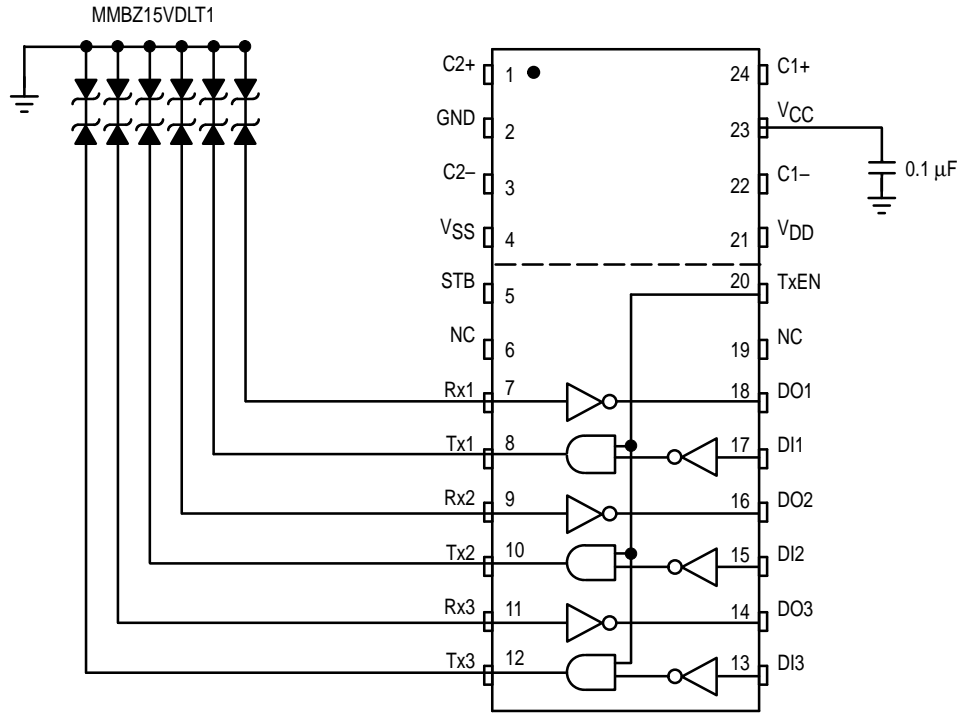 MMBZ15VDLT1
C2+ 1 24 C1+
GND 2 23 VCC
0.1 μF
C2– 3 22 C1–
VSS 4 21 VDD
STB 5 20 TxEN
NC 6 19 NC
Rx1 7 18 DO1
Tx1 8 17 DI1
Rx2 9 16 DO2
Tx2 10 15 DI2
Rx3 11 14 DO3
Tx3 12 13 DI3